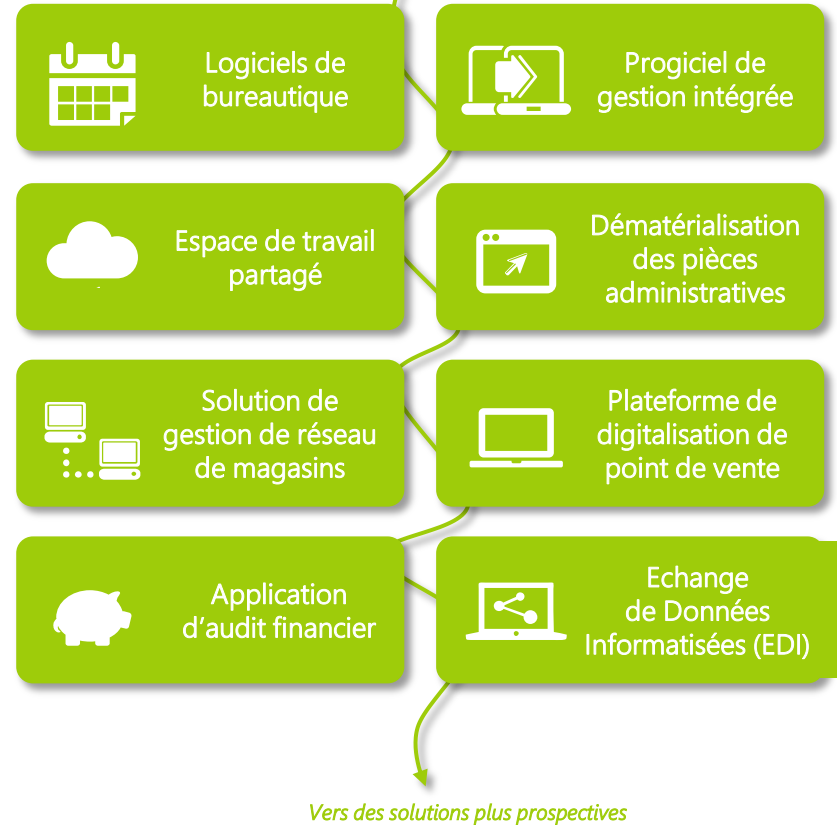 Logiciels de
bureautique
Progiciel de
gestion intégrée
Espace de travail
partagé
Dématérialisation
des pièces
administratives
Solution de
gestion de réseau
de magasins
Plateforme de
digitalisation de
point de vente
Application
d'audit financier
Echange
de Données
Informatisées (EDI)
Vers des solutions plus prospectives